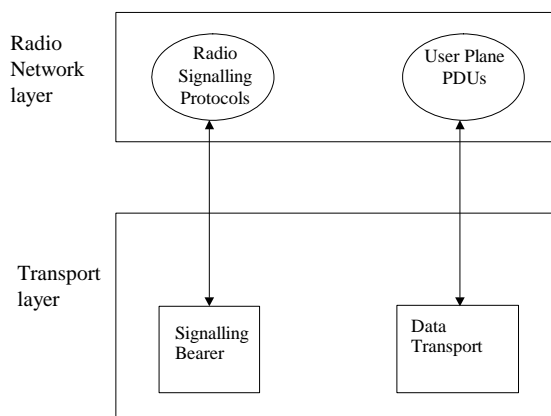 Radio
Network
layer
Radio
Signalling
Protocols
User Plane
PDUs
Transport
layer
Signalling
Bearer
Data
Transport